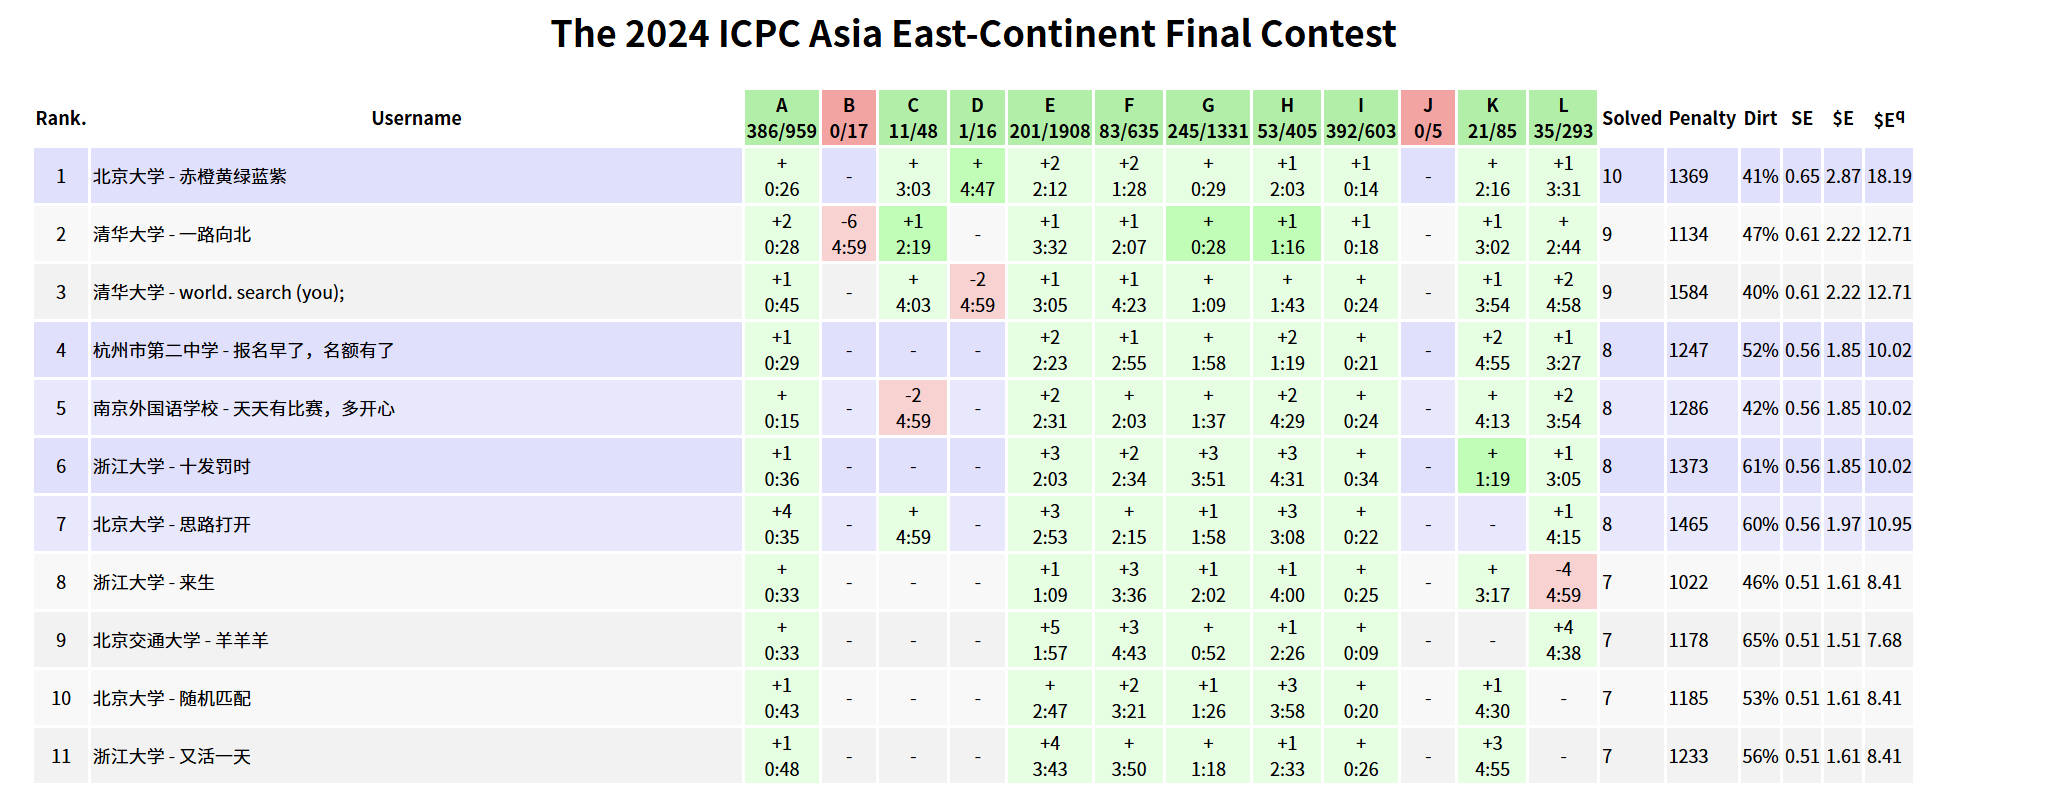 The 2024 ICPC Asia East-Continent Final Contest
Rank. Username A B C D E F G H I J K L Solved Penalty Dirt SE $E $Eq
386/959 0/17 11/48 1/16 201/1908 83/635 245/1331 53/405 392/603 0/5 21/85 35/293
+ + + +2 +2 + +1 +1 + +1
1 北京大学 - 赤橙黄绿蓝紫 - - 10 1369 41% 0.65 2.87 18.19
0:26 3:03 4:47 2:12 1:28 0:29 2:03 0:14 2:16 3:31
+2 -6 +1 +1 +1 + +1 +1 +1 +
2 清华大学 - 一路向北 - - 9 1134 47% 0.61 2.22 12.71
0:28 4:59 2:19 3:32 2:07 0:28 1:16 0:18 3:02 2:44
+1 + -2 +1 +1 + + + +1 +2
3 清华大学 - world. search (you); - - 9 1584 40% 0.61 2.22 12.71
0:45 4:03 4:59 3:05 4:23 1:09 1:43 0:24 3:54 4:58
+1 +2 +1 + +2 + +2 +1
4 杭州市第二中学 - 报名早了，名额有了 - - - - 8 1247 52% 0.56 1.85 10.02
0:29 2:23 2:55 1:58 1:19 0:21 4:55 3:27
+ -2 +2 + + +2 + + +2
5 南京外国语学校 - 天天有比赛，多开心 - - - 8 1286 42% 0.56 1.85 10.02
0:15 4:59 2:31 2:03 1:37 4:29 0:24 4:13 3:54
+1 +3 +2 +3 +3 + + +1
6 浙江大学 - 十发罚时 - - - - 8 1373 61% 0.56 1.85 10.02
0:36 2:03 2:34 3:51 4:31 0:34 1:19 3:05
+4 + +3 + +1 +3 + +1
7 北京大学 - 思路打开 - - - - 8 1465 60% 0.56 1.97 10.95
0:35 4:59 2:53 2:15 1:58 3:08 0:22 4:15
+ +1 +3 +1 +1 + + -4
8 浙江大学 - 来生 - - - - 7 1022 46% 0.51 1.61 8.41
0:33 1:09 3:36 2:02 4:00 0:25 3:17 4:59
+ +5 +3 + +1 + +4
9 北京交通大学 - 羊羊羊 - - - - - 7 1178 65% 0.51 1.51 7.68
0:33 1:57 4:43 0:52 2:26 0:09 4:38
+1 + +2 +1 +3 + +1
10 北京大学 - 随机匹配 - - - - - 7 1185 53% 0.51 1.61 8.41
0:43 2:47 3:21 1:26 3:58 0:20 4:30
+1 +4 + + +1 + +3
11 浙江大学 - 又活一天 - - - - - 7 1233 56% 0.51 1.61 8.41
0:48 3:43 3:50 1:18 2:33 0:26 4:55